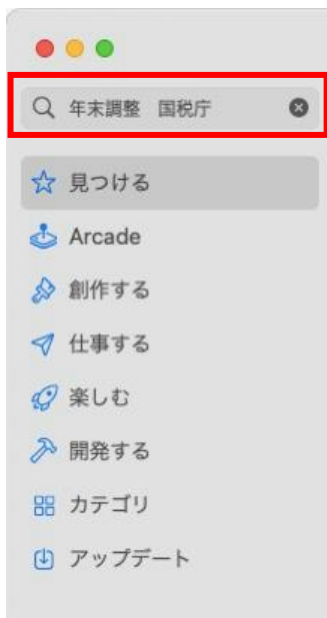 年末調整　国税庁
見つける
Arcade
創作する
仕事する
楽しむ
開発する
カテゴリ
アップデート